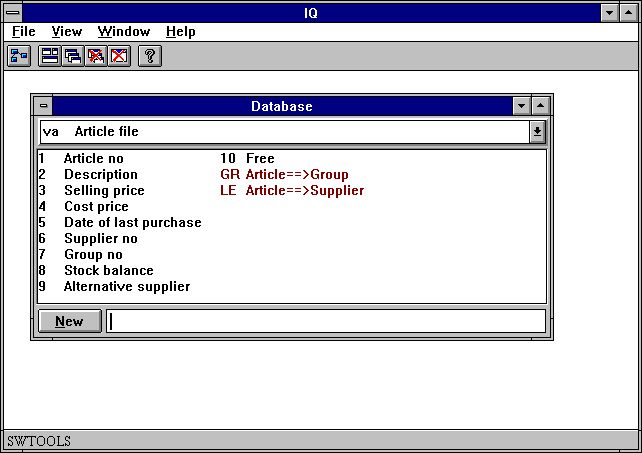 IQ
File View Window Help
?
Database
va Article file
1 Article no 10 Free
2 Description GR Article==>Group
3 Selling price LE Article==>Supplier
4 Cost price
5 Date of last purchase
6 Supplier no
7 Group no
8 Stock balance
9 Alternative supplier
New
SWTOOLS